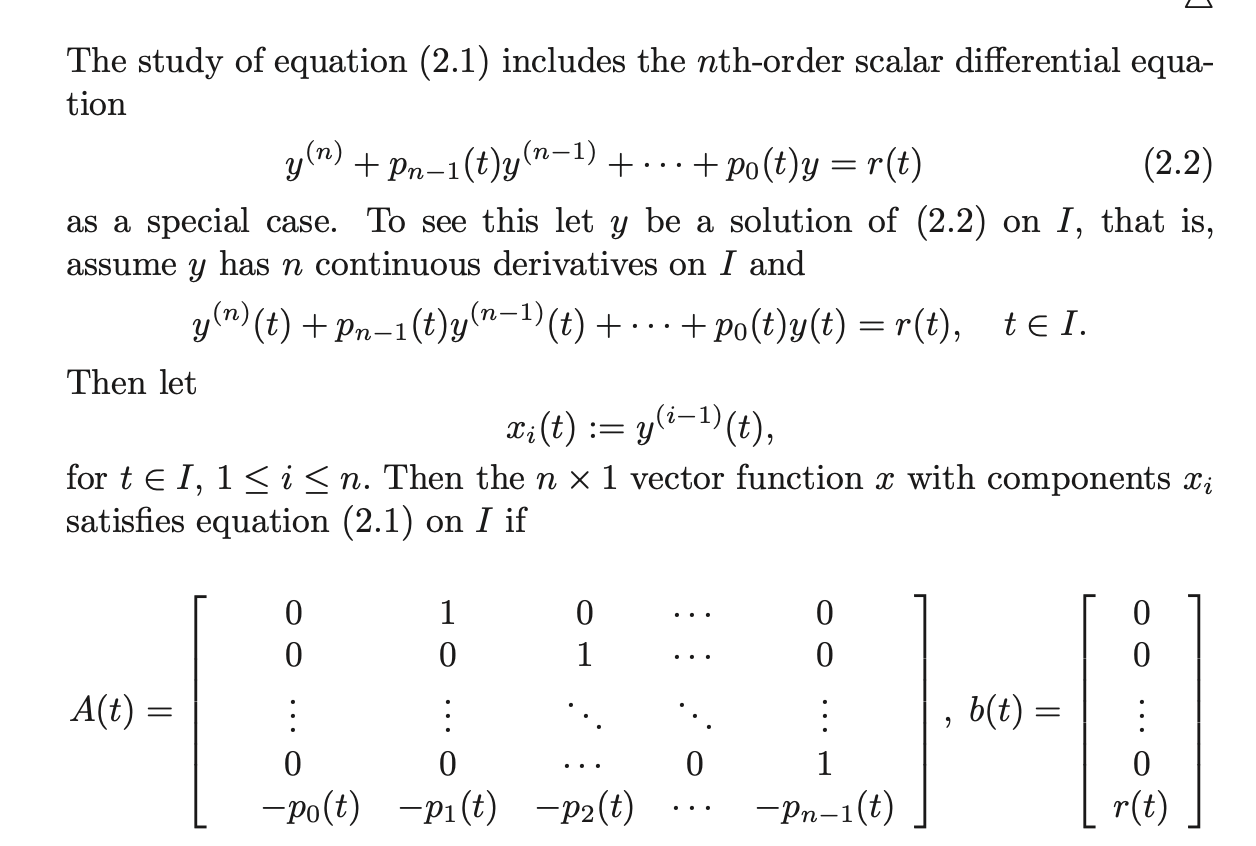 The study of equation (2.1) includes the nth-order scalar differential equa-
tion
y^{(n)} + p_{n−1}(t)y^{(n−1)} + ⋯ + p_0(t)y = r(t) (2.2)
as a special case. To see this let y be a solution of (2.2) on I, that is,
assume y has n continuous derivatives on I and
y^{(n)}(t) + p_{n−1}(t)y^{(n−1)}(t) + ⋯ + p_0(t)y(t) = r(t), t ∈ I.
Then let
x_i(t) := y^{(i−1)}(t),
for t ∈ I, 1 ≤ i ≤ n. Then the n × 1 vector function x with components x_i
satisfies equation (2.1) on I if
0 1 0 ⋯ 0 0
0 0 1 ⋯ 0 0
A(t) = ⋮ ⋮ ⋱ ⋱ ⋮ , b(t) = ⋮
0 0 ⋯ 0 1 0
−p_0(t) −p_1(t) −p_2(t) ⋯ −p_{n−1}(t) r(t)